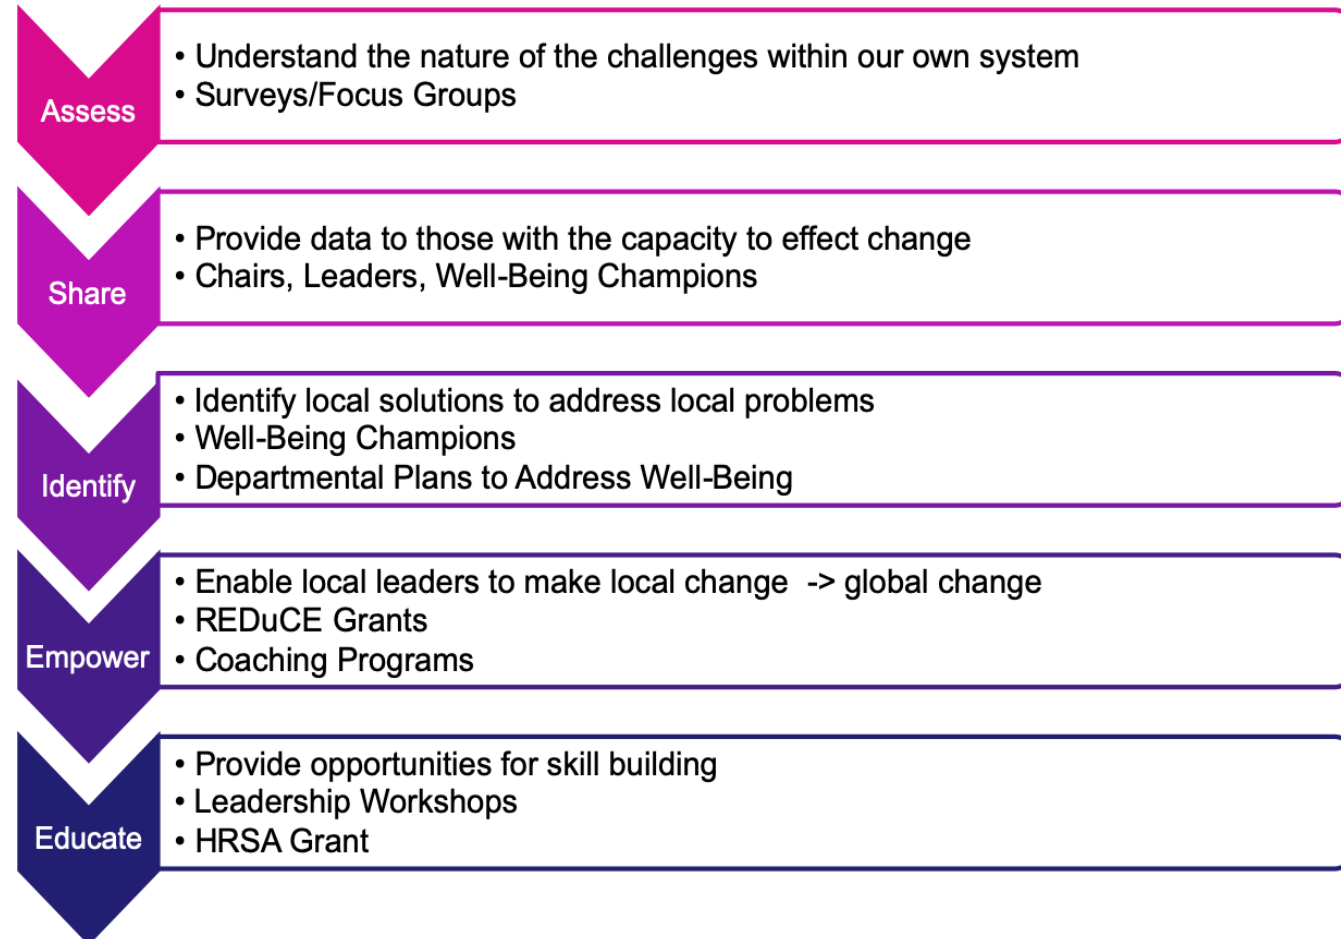 Assess
• Understand the nature of the challenges within our own system
• Surveys/Focus Groups
Share
• Provide data to those with the capacity to effect change
• Chairs, Leaders, Well-Being Champions
Identify
• Identify local solutions to address local problems
• Well-Being Champions
• Departmental Plans to Address Well-Being
Empower
• Enable local leaders to make local change  -> global change
• REDuCE Grants
• Coaching Programs
Educate
• Provide opportunities for skill building
• Leadership Workshops
• HRSA Grant